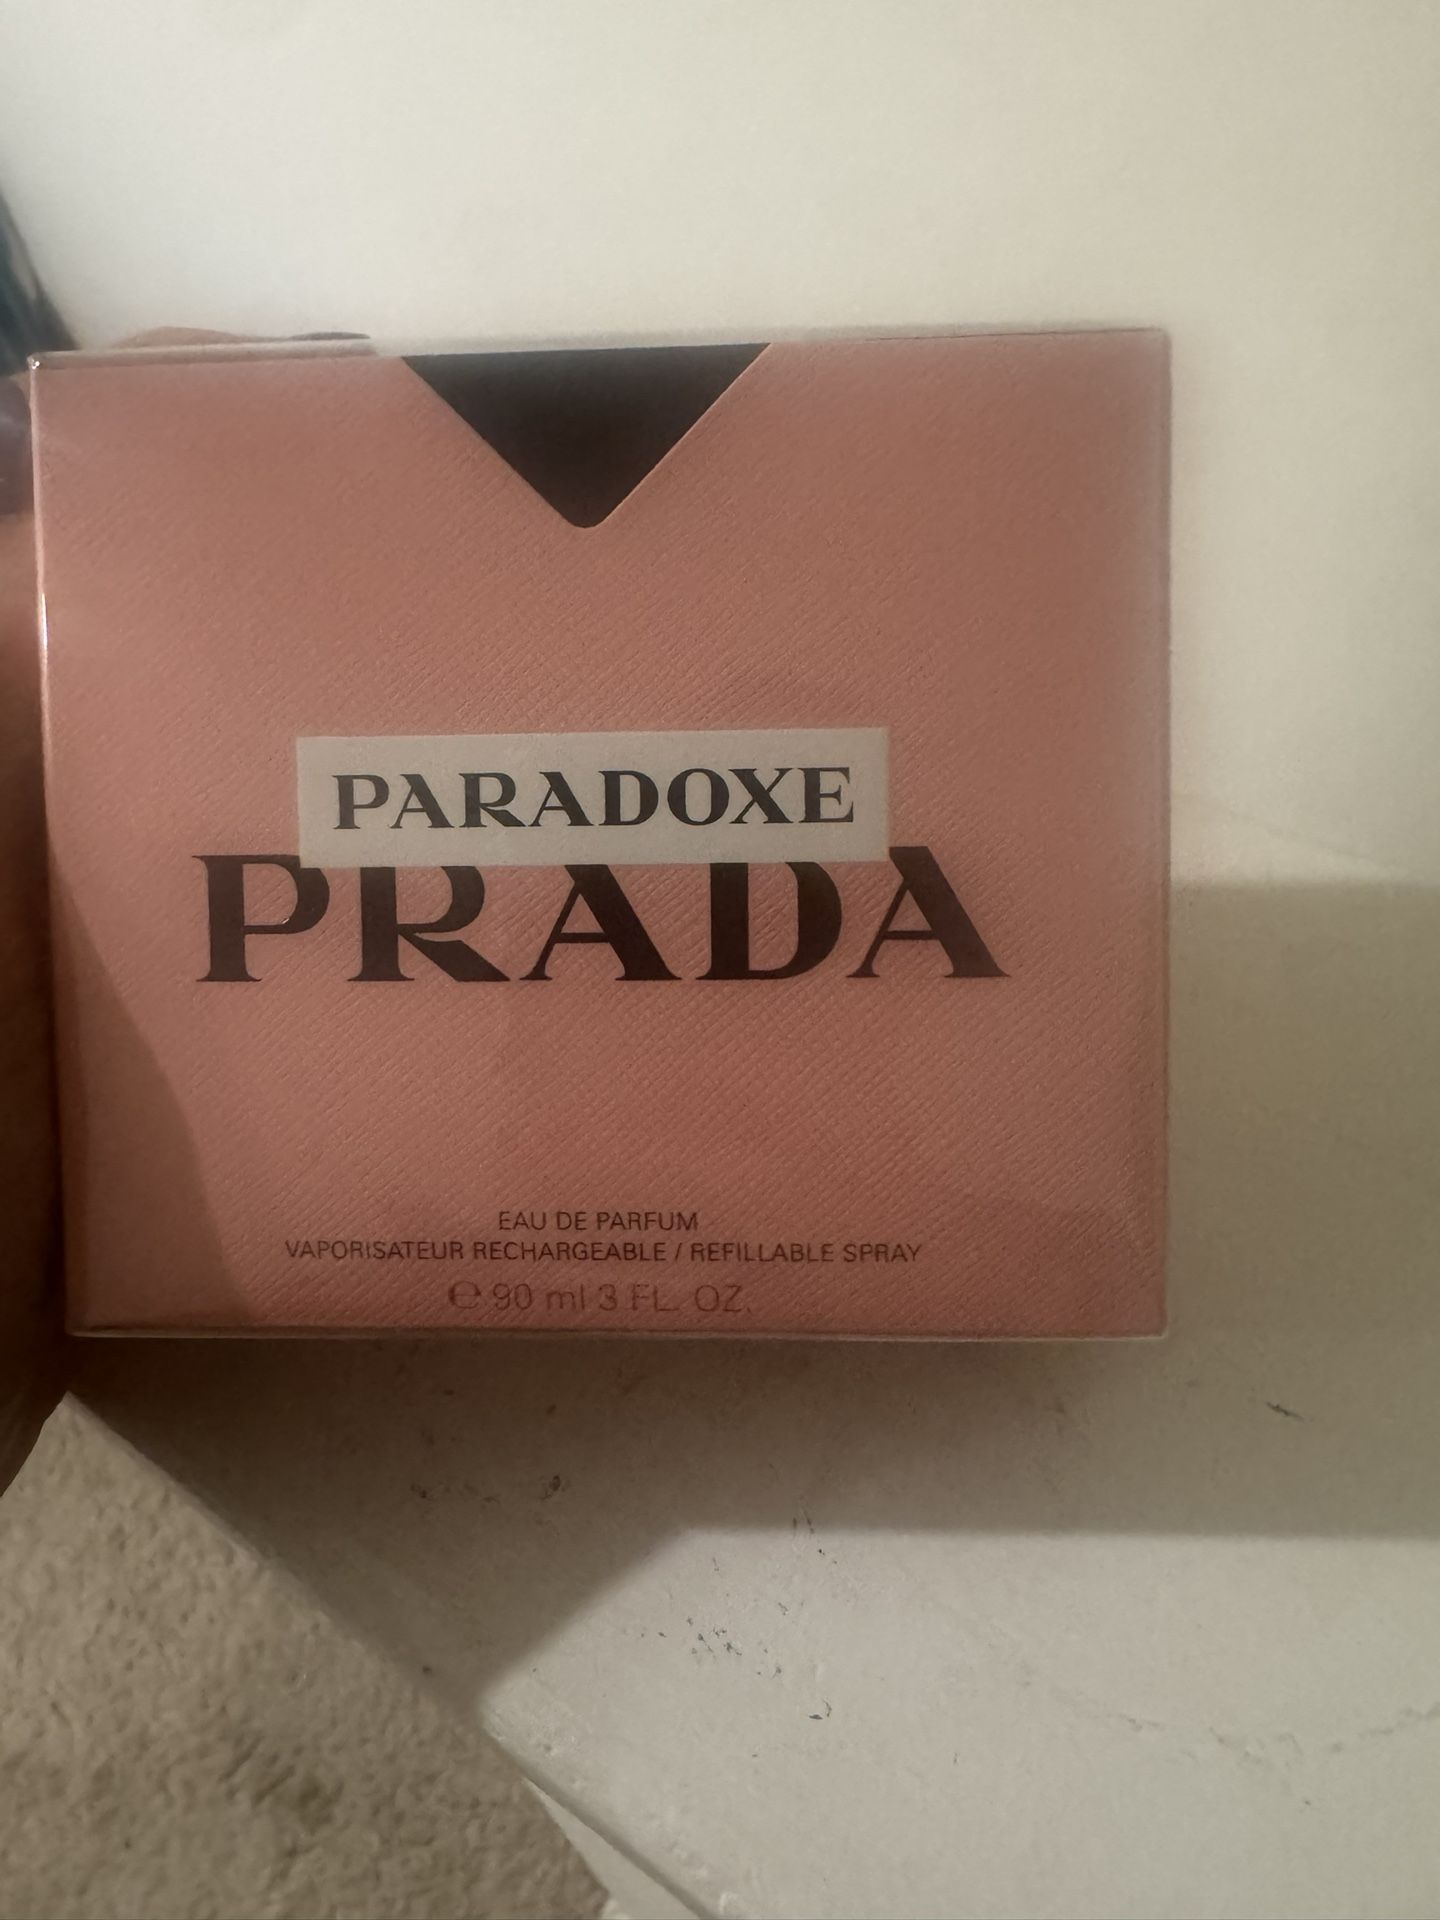 PARADOXE
PRADA
EAU DE PARFUM
VAPORISATEUR RECHARGEABLE / REFILLABLE SPRAY
℮ 90 ml 3 FL. OZ.